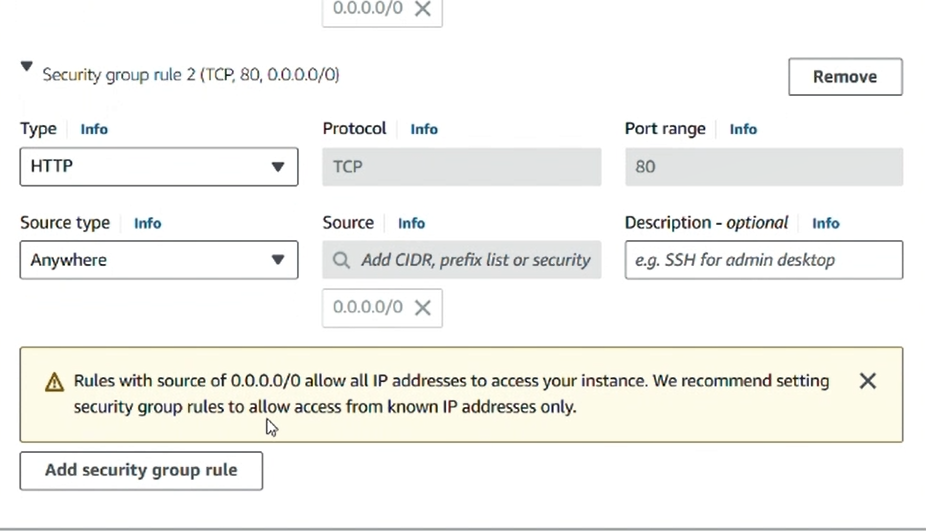 0.0.0.0/0
Security group rule 2 (TCP, 80, 0.0.0.0/0)
Remove
Type Info
Protocol Info
Port range Info
HTTP
TCP
80
Source type Info
Source Info
Description - optional Info
Anywhere
Add CIDR, prefix list or security
e.g. SSH for admin desktop
0.0.0.0/0
Rules with source of 0.0.0.0/0 allow all IP addresses to access your instance. We recommend setting
security group rules to allow access from known IP addresses only.
Add security group rule